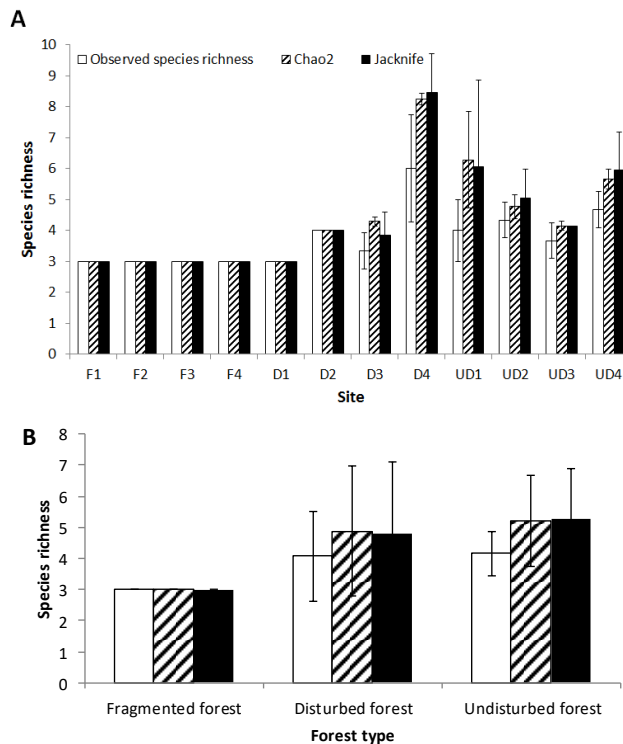 A
Observed species richness Chao2 Jacknife
Species richness
10
9
8
7
6
5
4
3
2
1
0
F1 F2 F3 F4 D1 D2 D3 D4 UD1 UD2 UD3 UD4
Site
B
Species richness
8
7
6
5
4
3
2
1
0
Fragmented forest Disturbed forest Undisturbed forest
Forest type